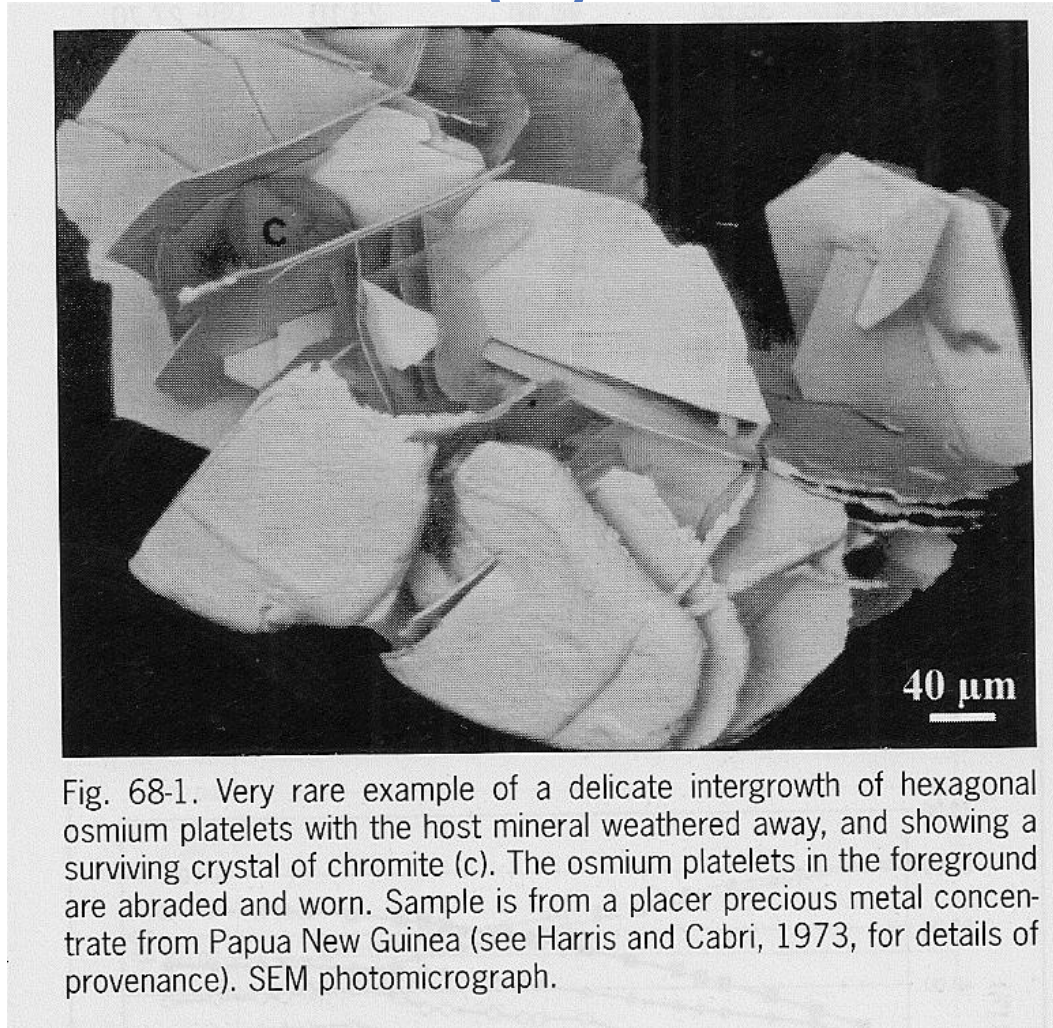 C
40 µm
Fig. 68-1. Very rare example of a delicate intergrowth of hexagonal
osmium platelets with the host mineral weathered away, and showing a
surviving crystal of chromite (c). The osmium platelets in the foreground
are abraded and worn. Sample is from a placer precious metal concen-
trate from Papua New Guinea (see Harris and Cabri, 1973, for details of
provenance). SEM photomicrograph.